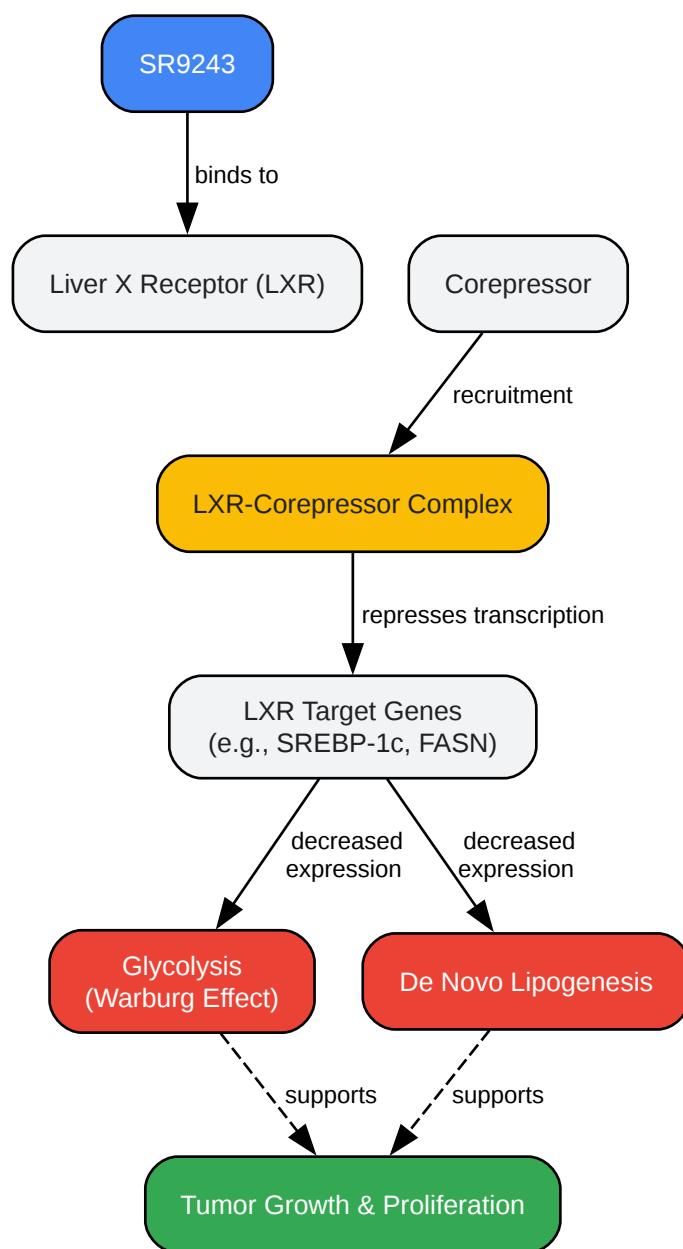 SR9243
binds to
Liver X Receptor (LXR)
Corepressor
recruitment
LXR-Corepressor Complex
represses transcription
LXR Target Genes
(e.g., SREBP-1c, FASN)
decreased
expression
decreased
expression
Glycolysis
(Warburg Effect)
De Novo Lipogenesis
supports
supports
Tumor Growth & Proliferation